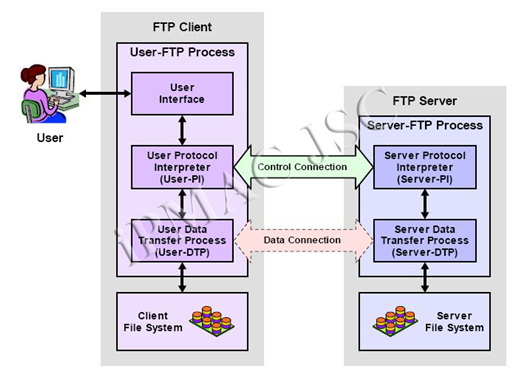 FTP Client
User-FTP Process
User
Interface
User
FTP Server
Server-FTP Process
User Protocol
Interpreter
(User-PI)
Control Connection
Server Protocol
Interpreter
(Server-PI)
User Data
Transfer Process
(User-DTP)
Data Connection
Server Data
Transfer Process
(Server-DTP)
Client
File System
Server
File System
iPMAC JSC